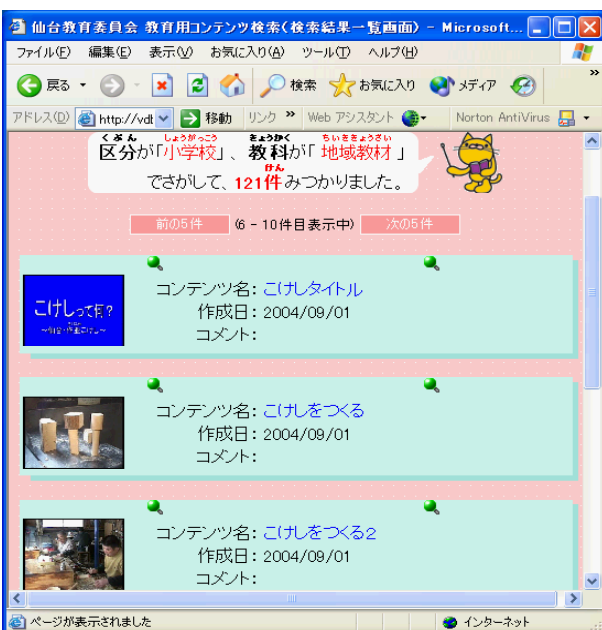 仙台教育委員会 教育用コンテンツ検索(検索結果一覧画面) - Microsoft...
ファイル(F) 編集(E) 表示(V) お気に入り(A) ツール(T) ヘルプ(H)
戻る 検索 お気に入り メディア »
アドレス(D) http://vdt 移動 リンク » Web アシスタント Norton AntiVirus
くぶん しょうがっこう きょうかく ちいききょうざい
区分が「小学校」、教科が「 地域教材 」
けん
でさがして、121件みつかりました。
前の5件 (6 - 10件目表示中) 次の5件
こけしって何?
コンテンツ名: こけしタイトル
作成日: 2004/09/01
コメント:
コンテンツ名: こけしをつくる
作成日: 2004/09/01
コメント:
コンテンツ名: こけしをつくる2
作成日: 2004/09/01
コメント:
ページが表示されました インターネット